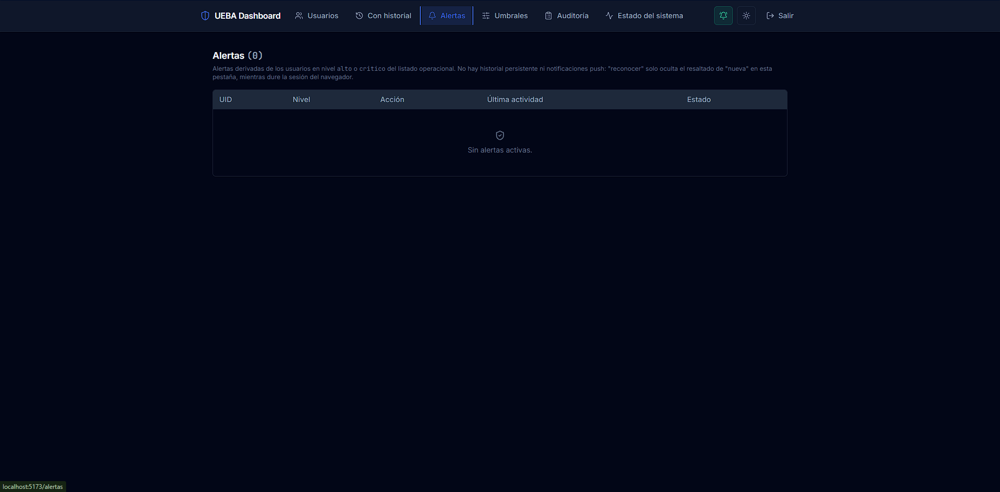 UEBA Dashboard Usuarios Con historial Alertas Umbrales Auditoría Estado del sistema Salir
Alertas (0)
Alertas derivadas de los usuarios en nivel alto o critico del listado operacional. No hay historial persistente ni notificaciones push: "reconocer" solo oculta el resaltado de "nueva" en esta
pestaña, mientras dure la sesión del navegador.
UID Nivel Acción Última actividad Estado
Sin alertas activas.
localhost:5173/alertas